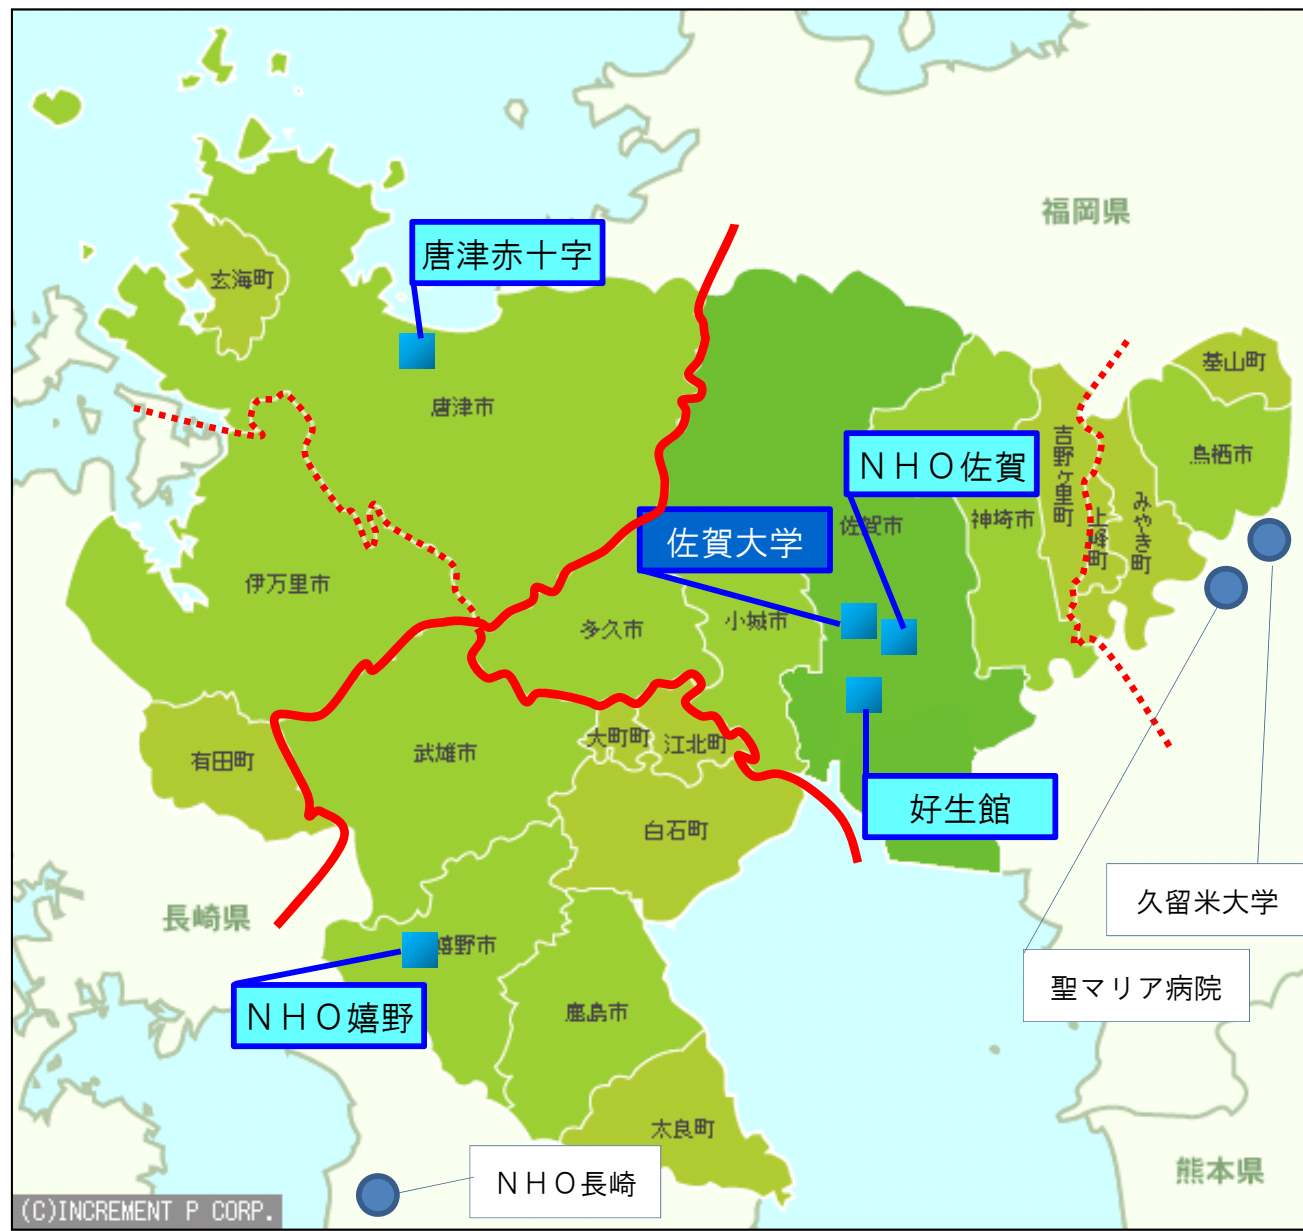 福岡県
唐津赤十字
玄海町
基山町
唐津市
吉野ヶ里町
鳥栖市
ＮＨＯ佐賀
みやき町
佐賀大学
佐賀市
神埼市
上峰町
伊万里市
多久市
小城市
大町町
江北町
有田町
武雄市
好生館
白石町
久留米大学
長崎県
嬉野市
聖マリア病院
ＮＨＯ嬉野
鹿島市
太良町
ＮＨＯ長崎
熊本県
(C)INCREMENT P CORP.